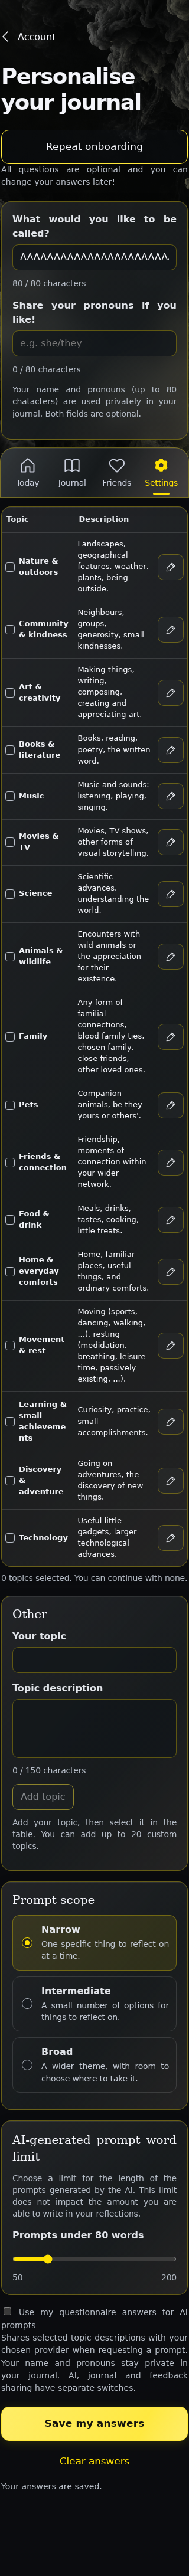 Account
Personalise
your journal
Repeat onboarding
All questions are optional and you can
change your answers later!
What would you like to be
called?
AAAAAAAAAAAAAAAAAAAAAAA
80 / 80 characters
Share your pronouns if you
like!
e.g. she/they
0 / 80 characters
Your name and pronouns (up to 80
characters) are used privately in your
journal. Both fields are optional.
Today Journal Friends Settings
Topic Description
Nature &
outdoors
Landscapes,
geographical
features, weather,
plants, being
outside.
Community
& kindness
Neighbours,
groups,
generosity, small
kindnesses.
Art &
creativity
Making things,
writing,
composing,
creating and
appreciating art.
Books &
literature
Books, reading,
poetry, the written
word.
Music
Music and sounds:
listening, playing,
singing.
Movies &
TV
Movies, TV shows,
other forms of
visual storytelling.
Science
Scientific
advances,
understanding the
world.
Animals &
wildlife
Encounters with
wild animals or
the appreciation
for their
existence.
Family
Any form of
familial
connections,
blood family ties,
chosen family,
close friends,
other loved ones.
Pets
Companion
animals, be they
yours or others'.
Friends &
connection
Friendship,
moments of
connection within
your wider
network.
Food &
drink
Meals, drinks,
tastes, cooking,
little treats.
Home &
everyday
comforts
Home, familiar
places, useful
things, and
ordinary comforts.
Movement
& rest
Moving (sports,
dancing, walking,
...), resting
(medidation,
breathing, leisure
time, passively
existing, ...).
Learning &
small
achieveme
nts
Curiosity, practice,
small
accomplishments.
Discovery
&
adventure
Going on
adventures, the
discovery of new
things.
Technology
Useful little
gadgets, larger
technological
advances.
0 topics selected. You can continue with none.
Other
Your topic
Topic description
0 / 150 characters
Add topic
Add your topic, then select it in the
table. You can add up to 20 custom
topics.
Prompt scope
Narrow
One specific thing to reflect on
at a time.
Intermediate
A small number of options for
things to reflect on.
Broad
A wider theme, with room to
choose where to take it.
AI-generated prompt word
limit
Choose a limit for the length of the
prompts generated by the AI. This limit
does not impact the amount you are
able to write in your reflections.
Prompts under 80 words
50 200
Use my questionnaire answers for AI
prompts
Shares selected topic descriptions with your
chosen provider when requesting a prompt.
Your name and pronouns stay private in
your journal. AI, journal and feedback
sharing have separate switches.
Save my answers
Clear answers
Your answers are saved.